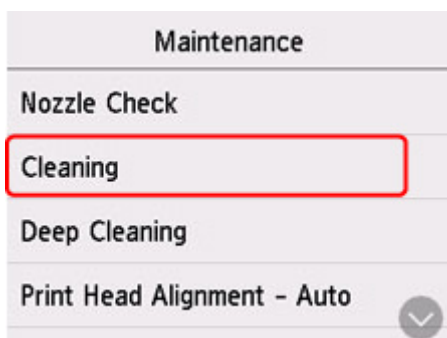 Maintenance
Nozzle Check
Cleaning
Deep Cleaning
Print Head Alignment - Auto